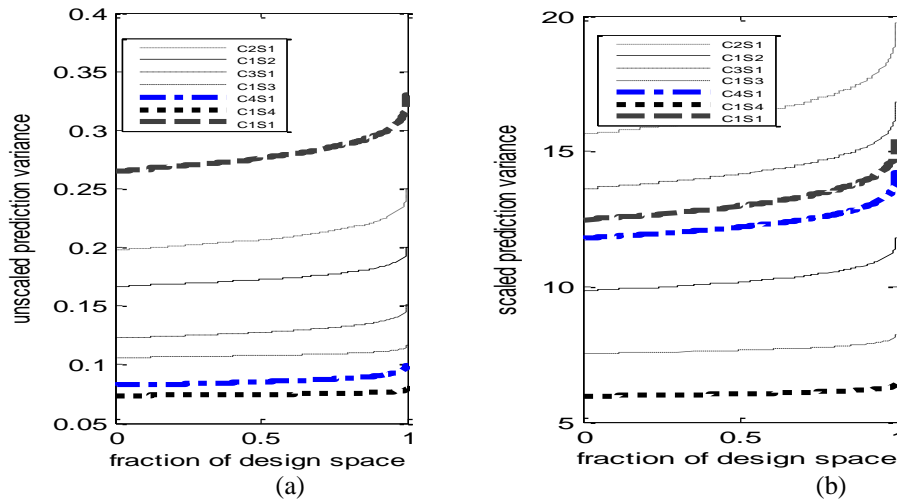 0.4
0.35
0.3
0.25
0.2
0.15
0.1
0.05
unscaled prediction variance
C2S1
C1S2
C3S1
C1S3
C4S1
C1S4
C1S1
0 0.5 1
fraction of design space
(a)
20
15
10
5
scaled prediction variance
C2S1
C1S2
C3S1
C1S3
C4S1
C1S4
C1S1
0 0.5 1
fraction of design space
(b)